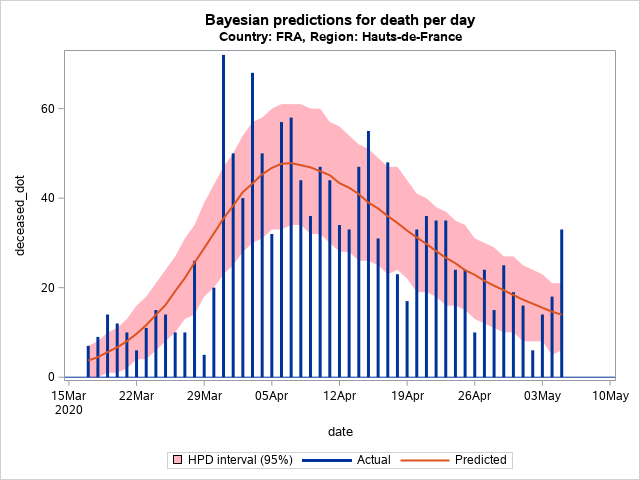 Bayesian predictions for death per day
Country: FRA, Region: Hauts-de-France
deceased_dot
60
40
20
0
15Mar 22Mar 29Mar 05Apr 12Apr 19Apr 26Apr 03May 10May
2020
date
HPD interval (95%) Actual Predicted